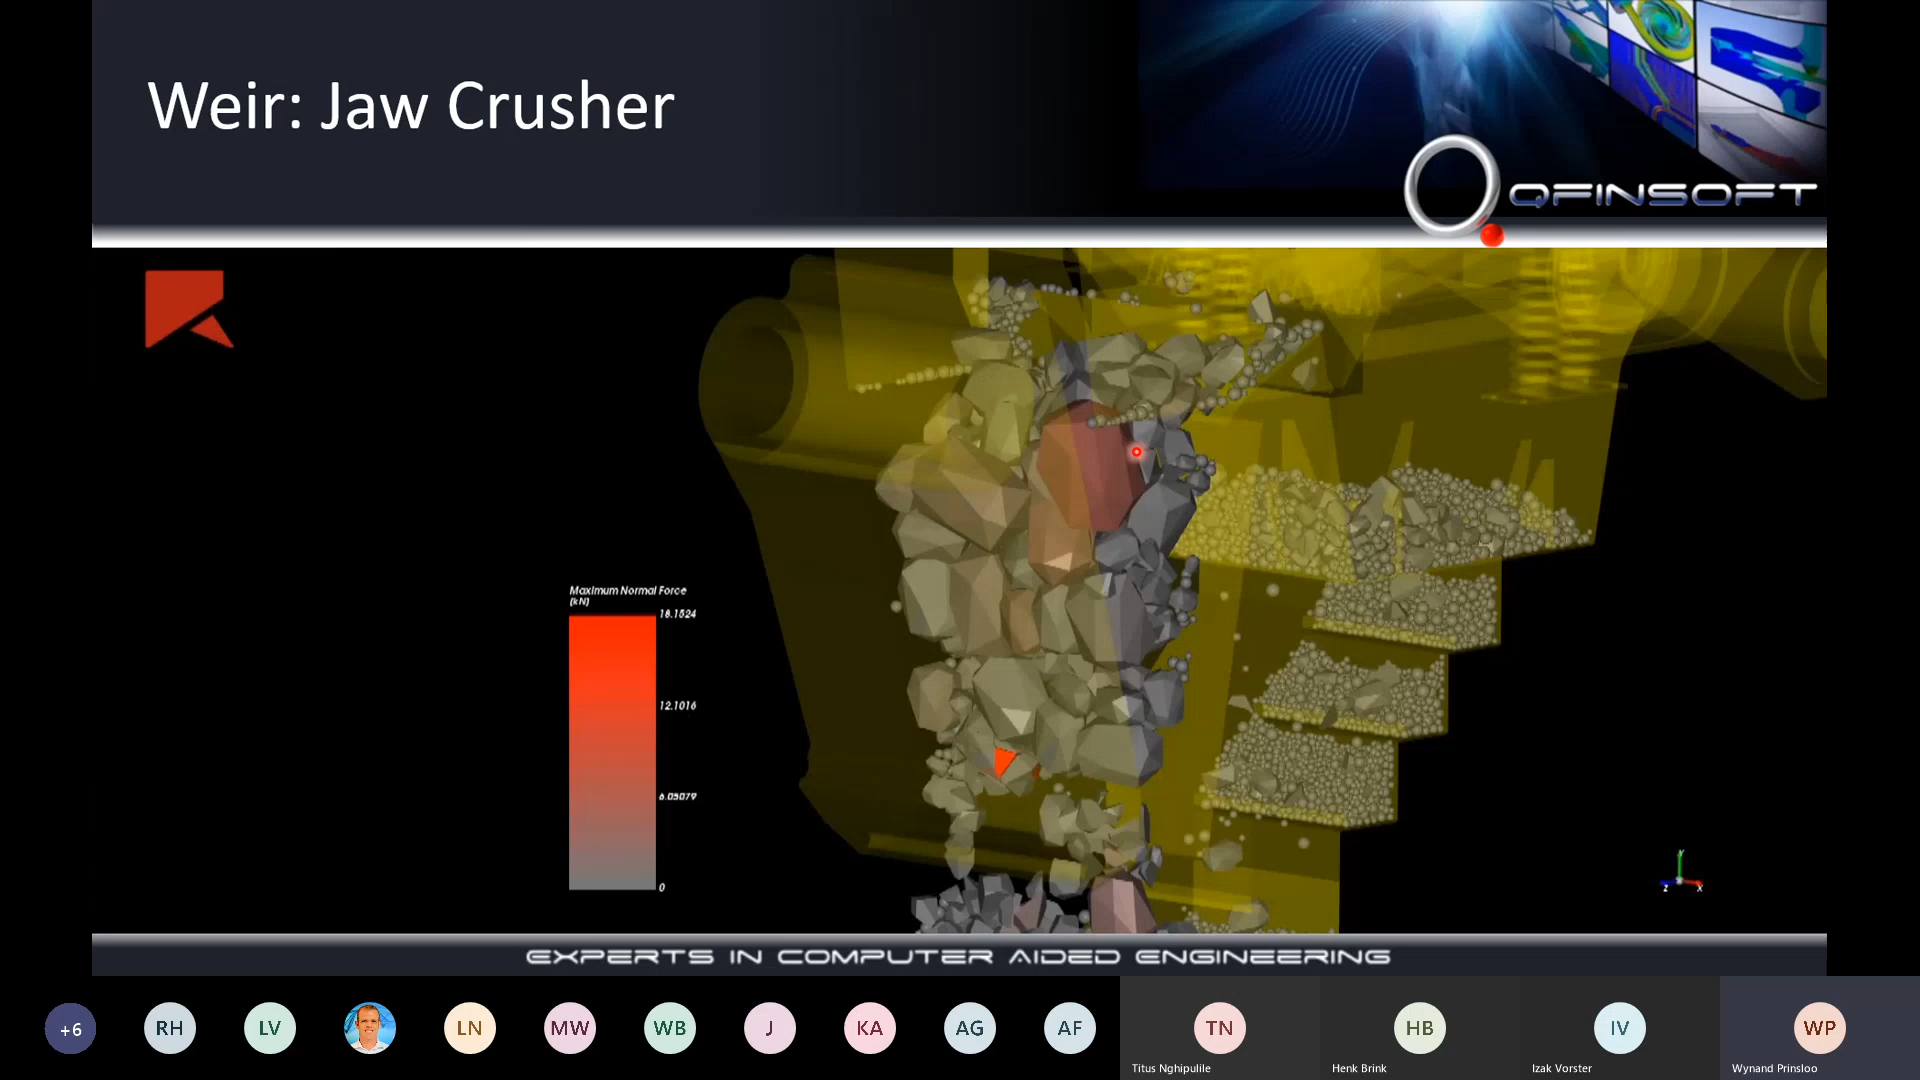 Weir: Jaw Crusher
QFINSOFT
Maximum Normal Force
(kN)
18.1524
12.1016
6.05079
0
Y
Z
X
EXPERTS IN COMPUTER AIDED ENGINEERING
+6
RH
LV
LN
MW
WB
J
KA
AG
AF
TN
HB
IV
WP
Titus Nghipulile
Henk Brink
Izak Vorster
Wynand Prinsloo